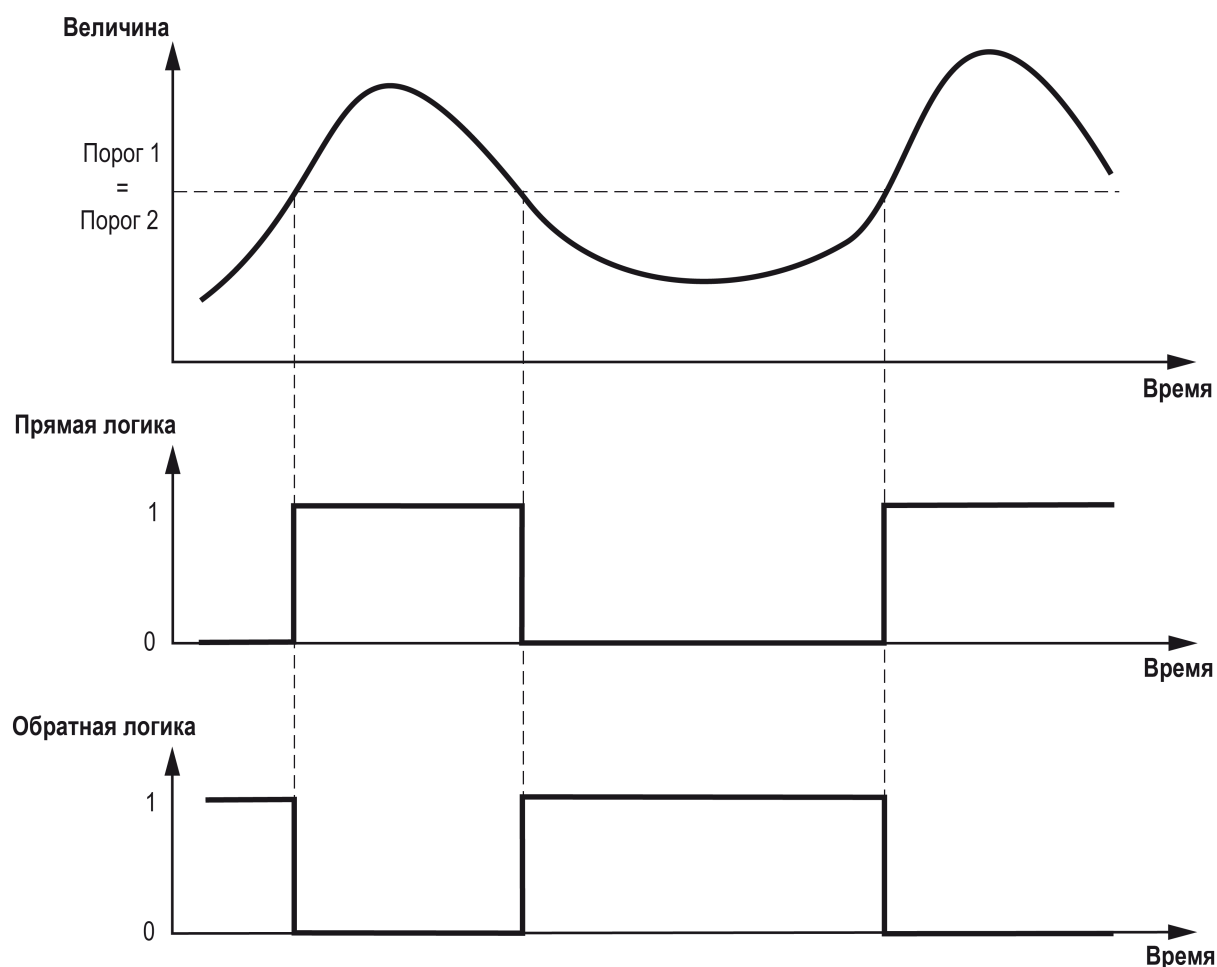 Величина
Порог 1
=
Порог 2
Время
Прямая логика
1
0
Время
Обратная логика
1
0
Время